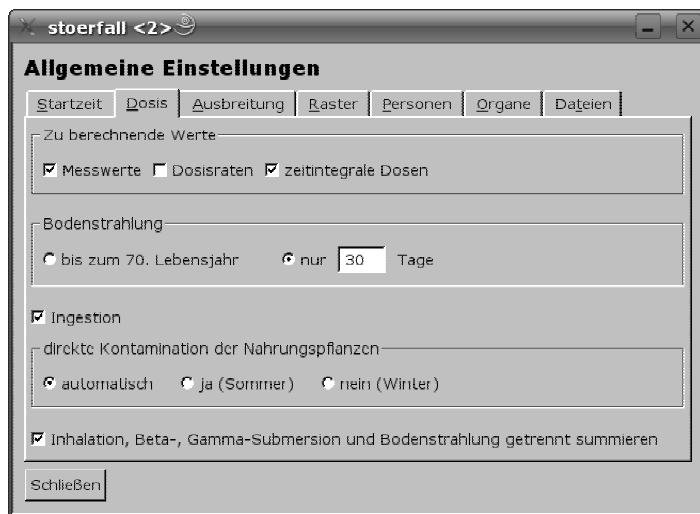 stoerfall <2>
Allgemeine Einstellungen
Startzeit Dosis Ausbreitung Raster Personen Organe Dateien
Zu berechnende Werte
Messwerte Dosisraten zeitintegrale Dosen
Bodenstrahlung
bis zum 70. Lebensjahr nur 30 Tage
Ingestion
direkte Kontamination der Nahrungspflanzen
automatisch ja (Sommer) nein (Winter)
Inhalation, Beta-, Gamma-Submersion und Bodenstrahlung getrennt summieren
Schließen